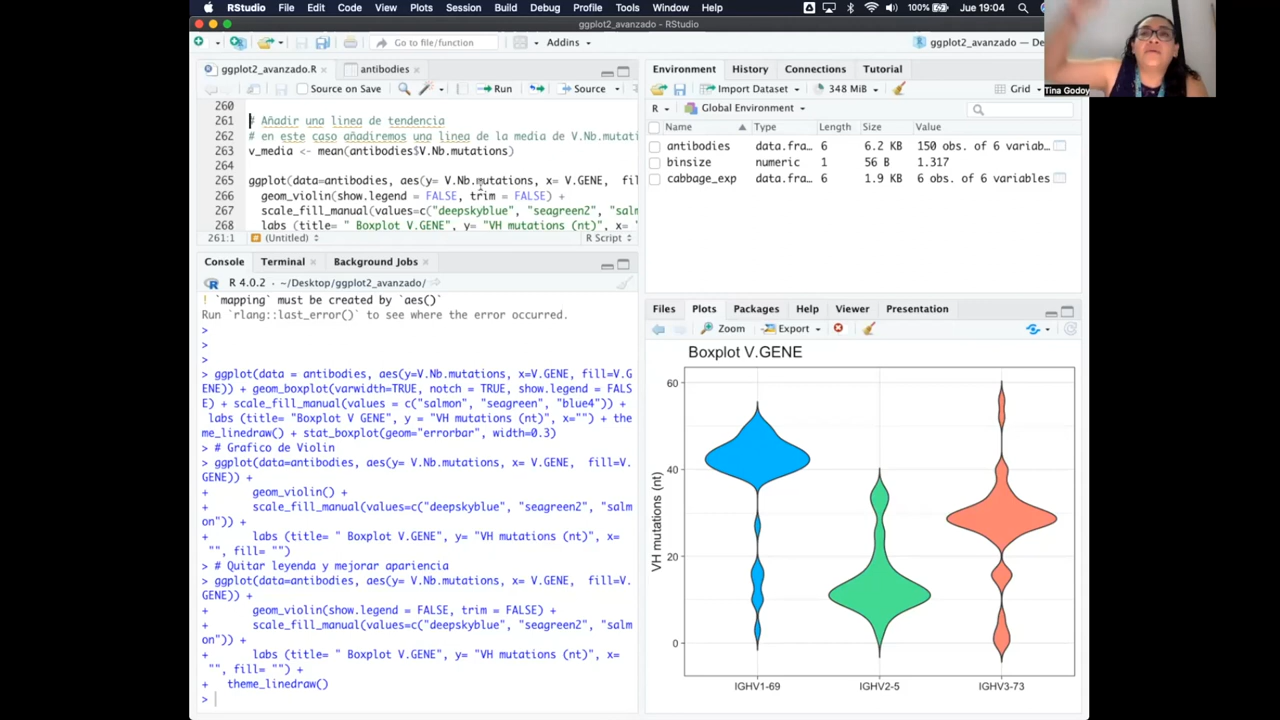 RStudio File Edit Code View Plots Session Build Debug Profile Tools Window Help 100% Jue 19:04
ggplot2_avanzado - RStudio
Go to file/function Addins ggplot2_avanzado
Tina Godoy
ggplot2_avanzado.R antibodies
Source on Save Run Source
260
261 # Añadir una linea de tendencia
262 # en este caso añadiremos una linea de la media de V.Nb.mutati
263 v_media <- mean(antibodies$V.Nb.mutations)
264
265 ggplot(data=antibodies, aes(y= V.Nb.mutations, x= V.GENE, fil
266 geom_violin(show.legend = FALSE, trim = FALSE) +
267 scale_fill_manual(values=c("deepskyblue", "seagreen2", "salm
268 labs (title= " Boxplot V.GENE", y= "VH mutations (nt)", x= "
261:1 (Untitled) R Script
Console Terminal Background Jobs
R 4.0.2 · ~/Desktop/ggplot2_avanzado/
! `mapping` must be created by `aes()`
Run `rlang::last_error()` to see where the error occurred.
>
>
>
> ggplot(data = antibodies, aes(y=V.Nb.mutations, x=V.GENE, fill=V.G
ENE)) + geom_boxplot(varwidth=TRUE, notch = TRUE, show.legend = FALS
E) + scale_fill_manual(values = c("salmon", "seagreen", "blue4")) +
labs (title= "Boxplot V GENE", y = "VH mutations (nt)", x="") + the
me_linedraw() + stat_boxplot(geom="errorbar", width=0.3)
> # Grafico de Violin
> ggplot(data=antibodies, aes(y= V.Nb.mutations, x= V.GENE, fill=V.
GENE)) +
+ geom_violin() +
+ scale_fill_manual(values=c("deepskyblue", "seagreen2", "salm
on")) +
+ labs (title= " Boxplot V.GENE", y= "VH mutations (nt)", x=
"", fill= "")
> # Quitar leyenda y mejorar apariencia
> ggplot(data=antibodies, aes(y= V.Nb.mutations, x= V.GENE, fill=V.
GENE)) +
+ geom_violin(show.legend = FALSE, trim = FALSE) +
+ scale_fill_manual(values=c("deepskyblue", "seagreen2", "salm
on")) +
+ labs (title= " Boxplot V.GENE", y= "VH mutations (nt)", x=
"", fill= "") +
+ theme_linedraw()
>
Environment History Connections Tutorial
Import Dataset 348 MiB Grid
R Global Environment
Name Type Length Size Value
antibodies data.fra… 6 6.2 KB 150 obs. of 6 variab…
binsize numeric 1 56 B 1.317
cabbage_exp data.fra… 6 1.9 KB 6 obs. of 6 variables
Files Plots Packages Help Viewer Presentation
Zoom Export
Boxplot V.GENE
VH mutations (nt)
60
40
20
0
IGHV1-69 IGHV2-5 IGHV3-73